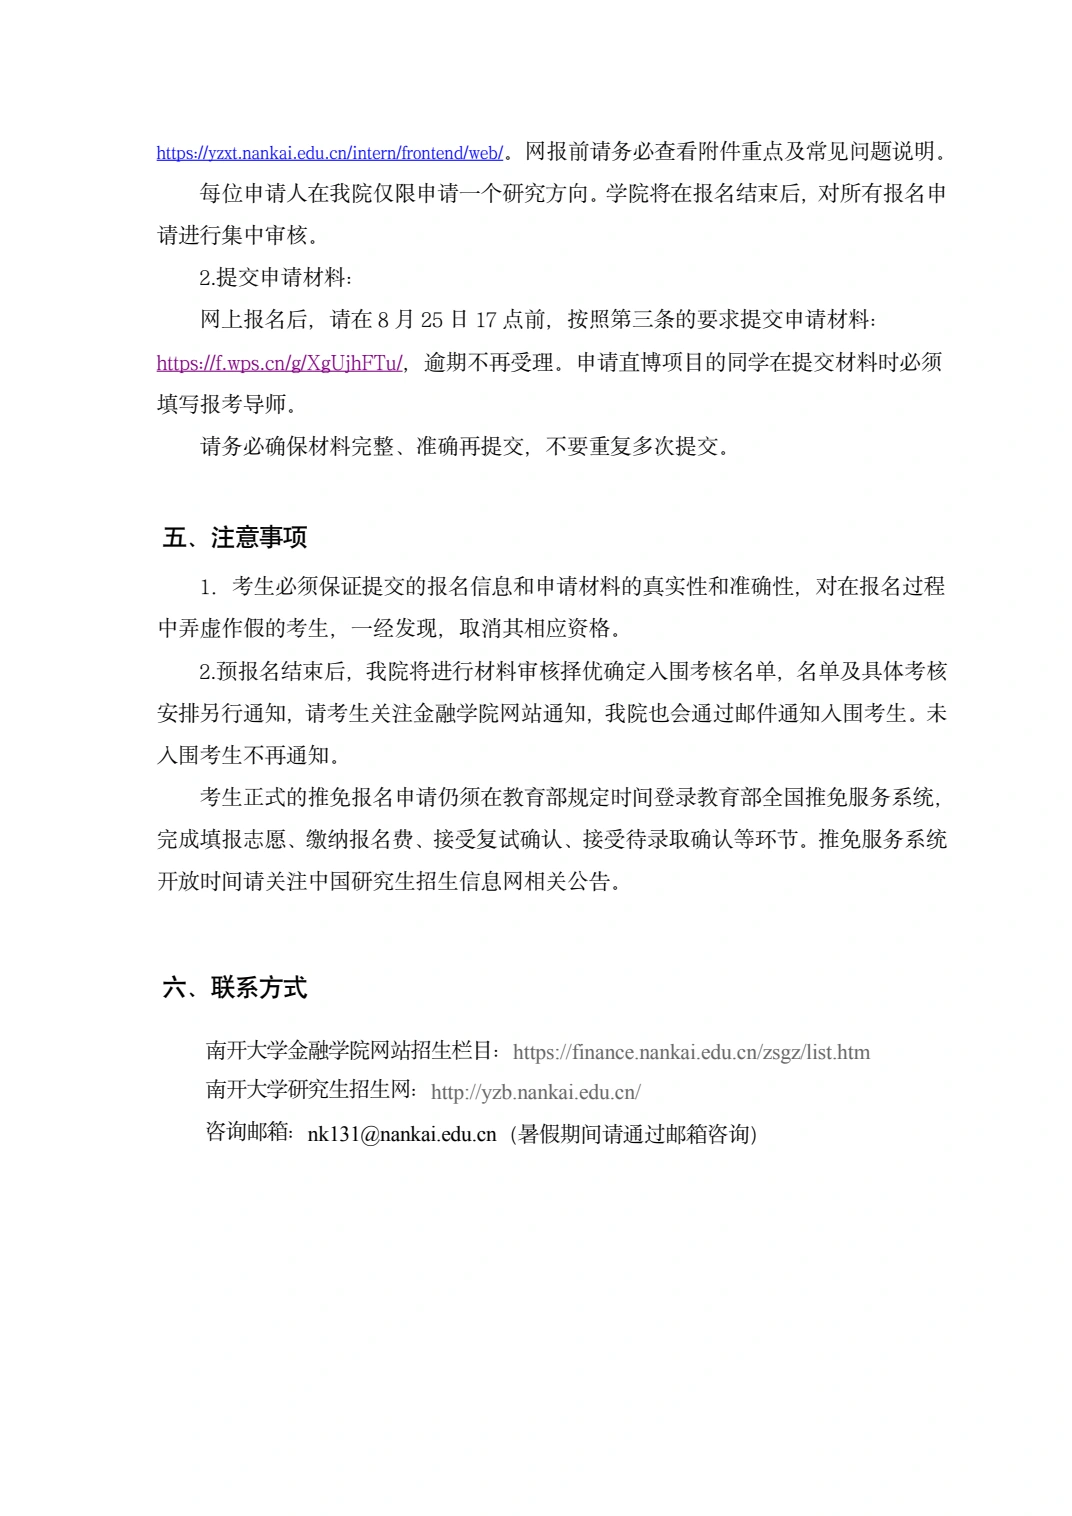 https://yzxt.nankai.edu.cn/intern/frontend/web/。网报前请务必查看附件重点及常见问题说明。
每位申请人在我院仅限申请一个研究方向。学院将在报名结束后，对所有报名申
请进行集中审核。
2.提交申请材料：
网上报名后，请在 8 月 25 日 17 点前，按照第三条的要求提交申请材料：
https://f.wps.cn/g/XgUjhFTu/，逾期不再受理。申请直博项目的同学在提交材料时必须
填写报考导师。
请务必确保材料完整、准确再提交，不要重复多次提交。
五、注意事项
1．考生必须保证提交的报名信息和申请材料的真实性和准确性，对在报名过程
中弄虚作假的考生，一经发现，取消其相应资格。
2.预报名结束后，我院将进行材料审核择优确定入围考核名单，名单及具体考核
安排另行通知，请考生关注金融学院网站通知，我院也会通过邮件通知入围考生。未
入围考生不再通知。
考生正式的推免报名申请仍须在教育部规定时间登录教育部全国推免服务系统，
完成填报志愿、缴纳报名费、接受复试确认、接受待录取确认等环节。推免服务系统
开放时间请关注中国研究生招生信息网相关公告。
六、联系方式
南开大学金融学院网站招生栏目：https://finance.nankai.edu.cn/zsgz/list.htm
南开大学研究生招生网：http://yzb.nankai.edu.cn/
咨询邮箱：nk131@nankai.edu.cn（暑假期间请通过邮箱咨询）